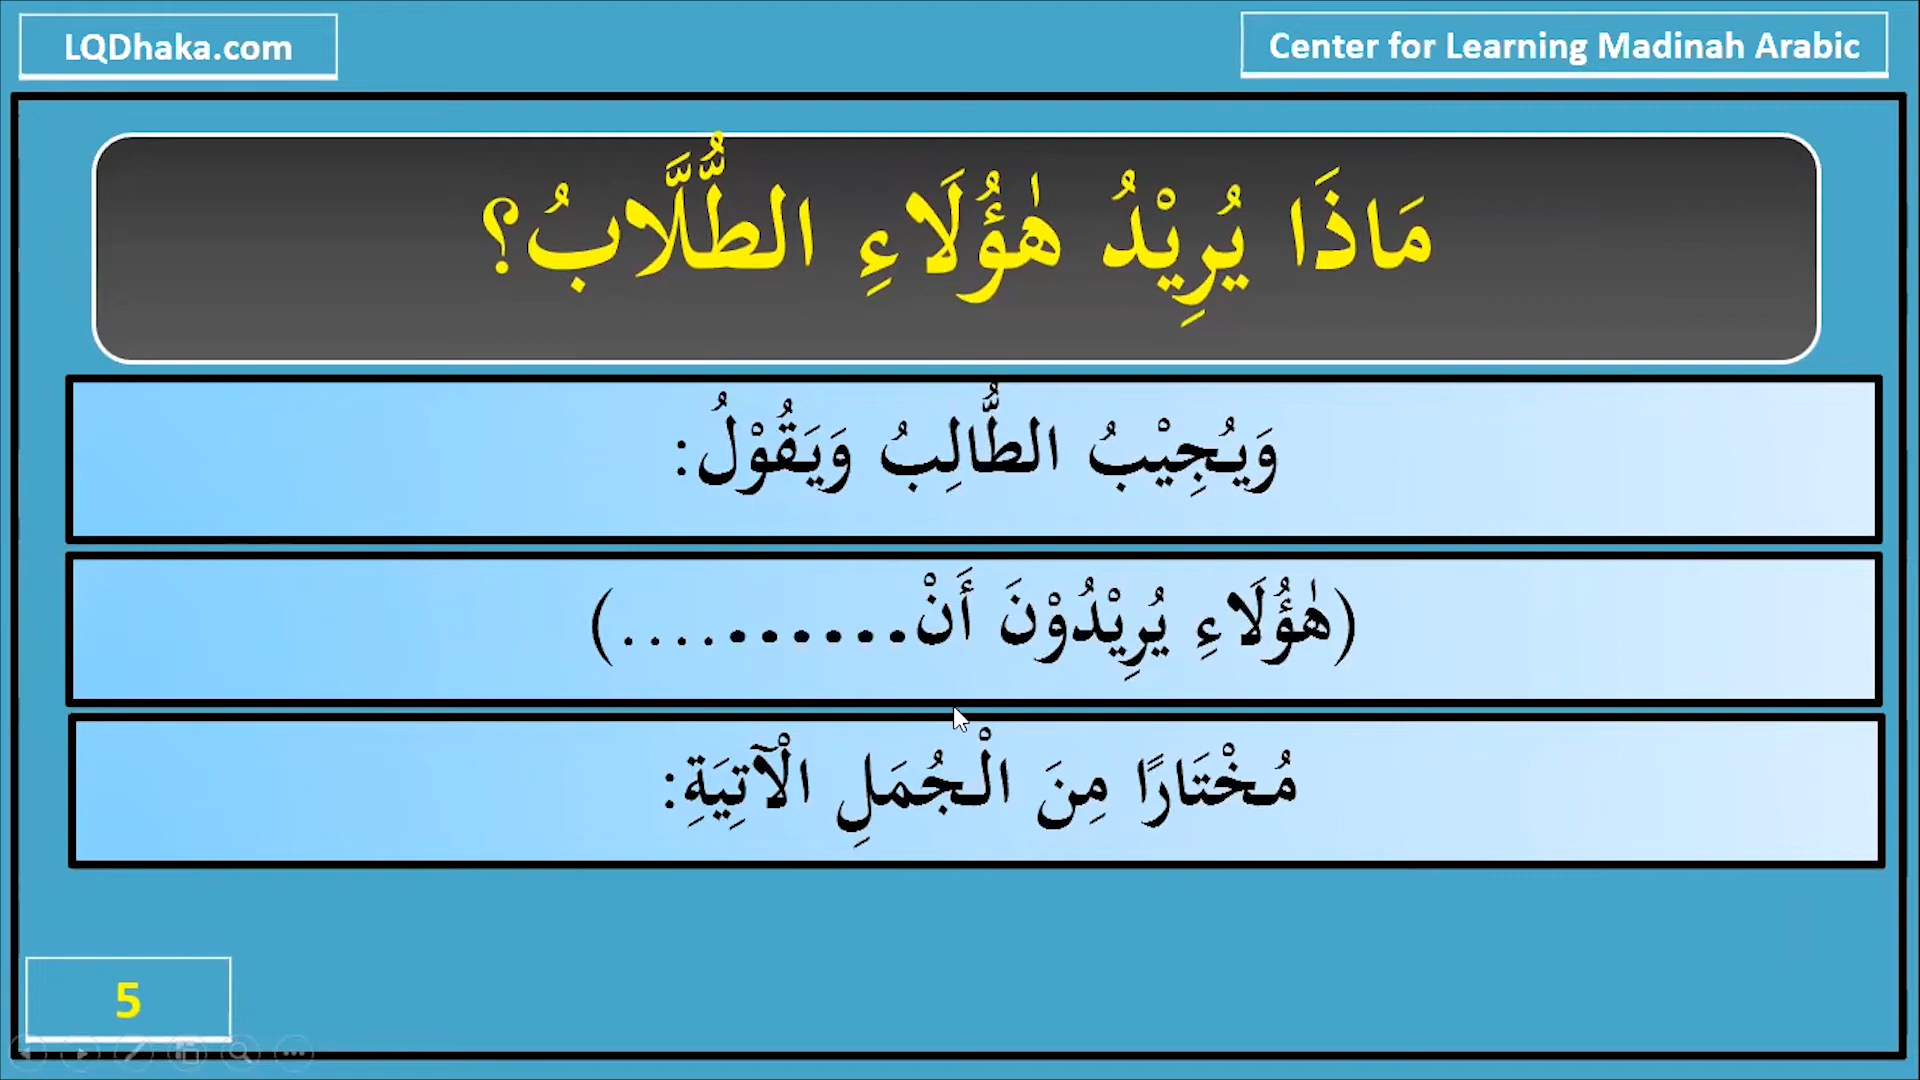 LQDhaka.com
Center for Learning Madinah Arabic
مَاذَا يُرِيْدُ هٰؤُلَاءِ الطُّلَّابُ؟
وَيُجِيْبُ الطَّالِبُ وَيَقُوْلُ:
(هٰؤُلَاءِ يُرِيْدُوْنَ أَنْ..........)
مُخْتَارًا مِنَ الْجُمَلِ الْآتِيَةِ:
5